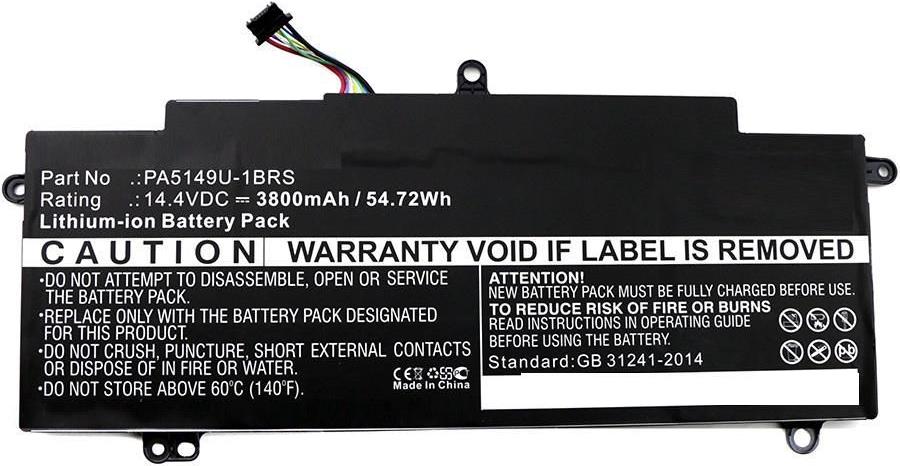 Part No .:PA5149U-1BRS
Rating .:14.4VDC ⎓ 3800mAh / 54.72Wh
Lithium-ion Battery Pack
CAUTION
WARRANTY VOID IF LABEL IS REMOVED
•DO NOT ATTEMPT TO DISASSEMBLE, OPEN OR SERVICE
THE BATTERY PACK.
•REPLACE ONLY WITH THE BATTERY PACK DESIGNATED
FOR THIS PRODUCT.
•DO NOT CRUSH, PUNCTURE, SHORT EXTERNAL CONTACTS
OR DISPOSE OF IN FIRE OR WATER.
•DO NOT STORE ABOVE 60°C (140°F).
CE
Made In China
ATTENTION!
NEW BATTERY PACK MUST BE FULLY CHARGED BEFORE USE.
TO REDUCE RISK OF FIRE OR BURNS
READ INSTRUCTIONS IN OPERATING GUIDE
BEFORE USING THE BATTERY.
Standard:GB 31241-2014